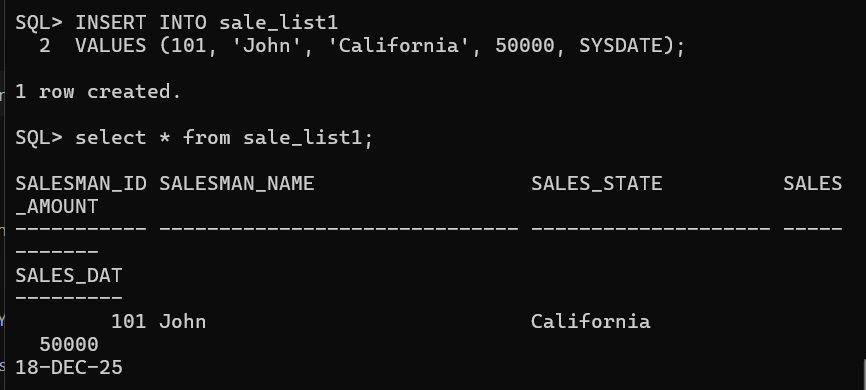 SQL> INSERT INTO sale_list1
  2  VALUES (101, 'John', 'California', 50000, SYSDATE);
1 row created.
SQL> select * from sale_list1;
SALESMAN_ID SALESMAN_NAME                  SALES_STATE          SALES
_AMOUNT
----------- ------------------------------ -------------------- -----
-------
SALES_DAT
---------
        101 John                           California
  50000
18-DEC-25